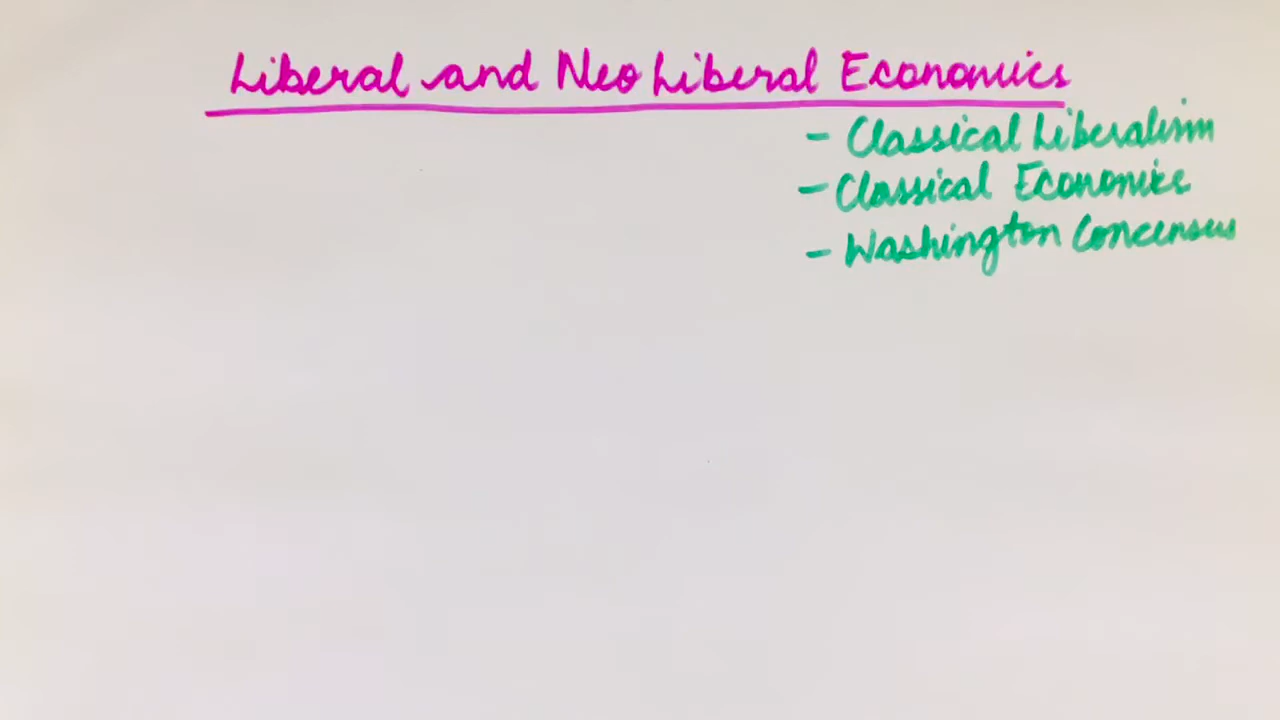 Liberal and Neo Liberal Economics
- Classical Liberalism
- Classical Economics
- Washington Concensus